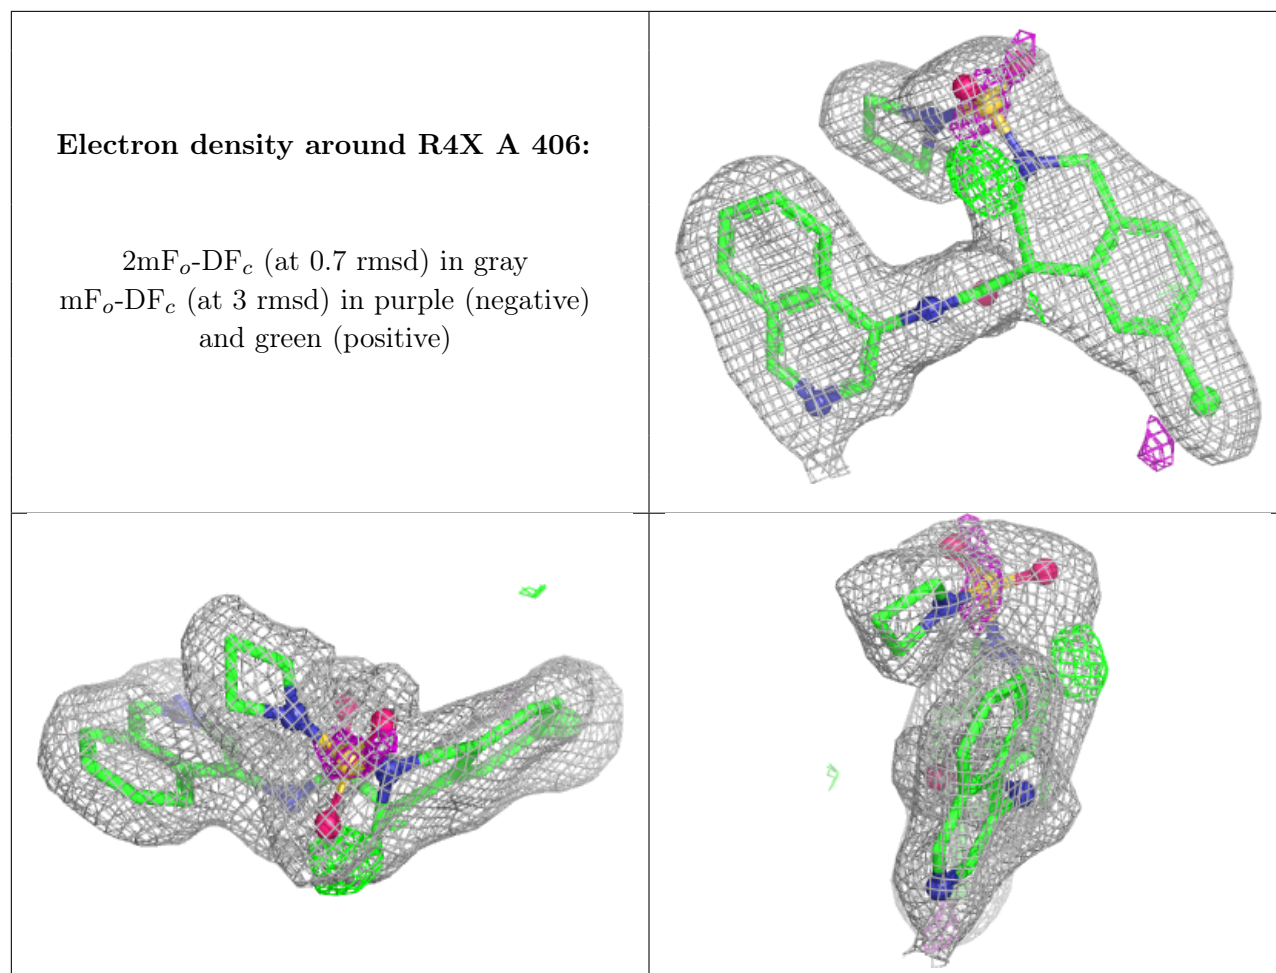 Electron density around R4X A 406:
2mFo-DFc (at 0.7 rmsd) in gray
mFo-DFc (at 3 rmsd) in purple (negative)
and green (positive)